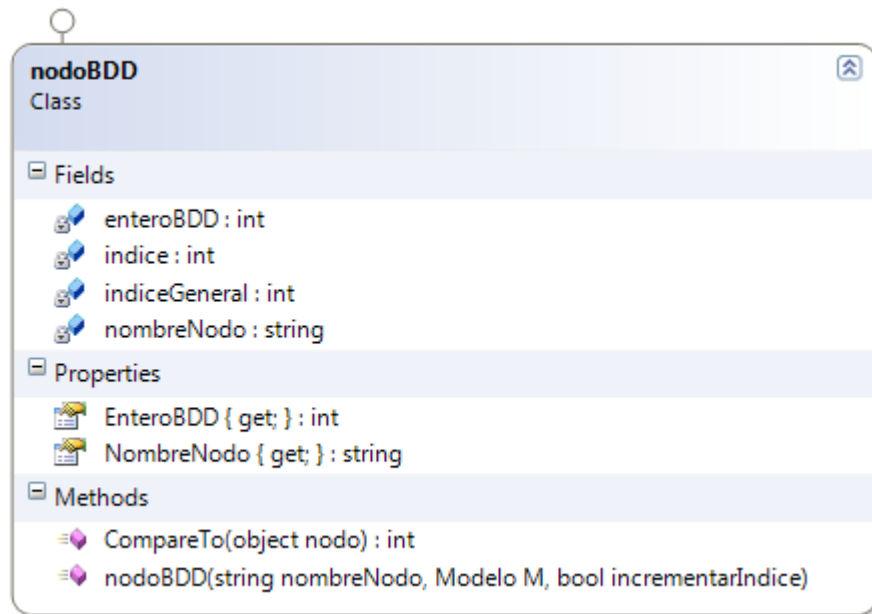 nodoBDD
Class
Fields
enteroBDD : int
indice : int
indiceGeneral : int
nombreNodo : string
Properties
EnteroBDD { get; } : int
NombreNodo { get; } : string
Methods
CompareTo(object nodo) : int
nodoBDD(string nombreNodo, Modelo M, bool incrementarIndice)